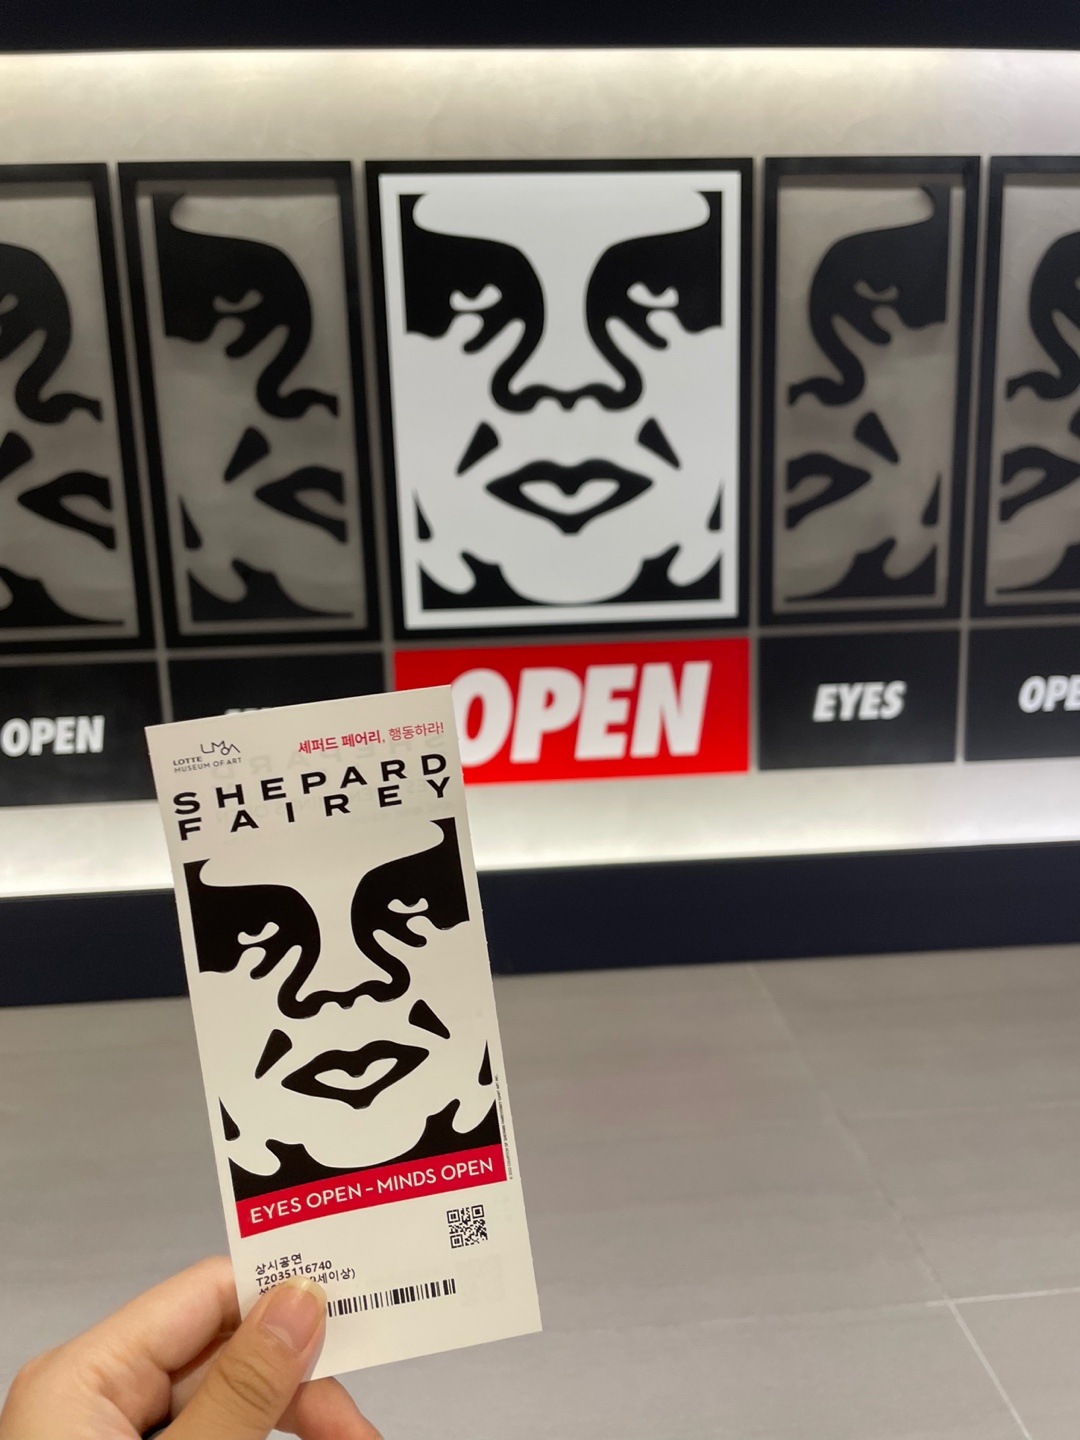 OPEN
OPEN
EYES
LOTTE
MUSEUM OF ART
셰퍼드 페어리, 행동하라!
SHEPARD
FAIREY
EYES OPEN – MINDS OPEN
상시공연
T2035116740